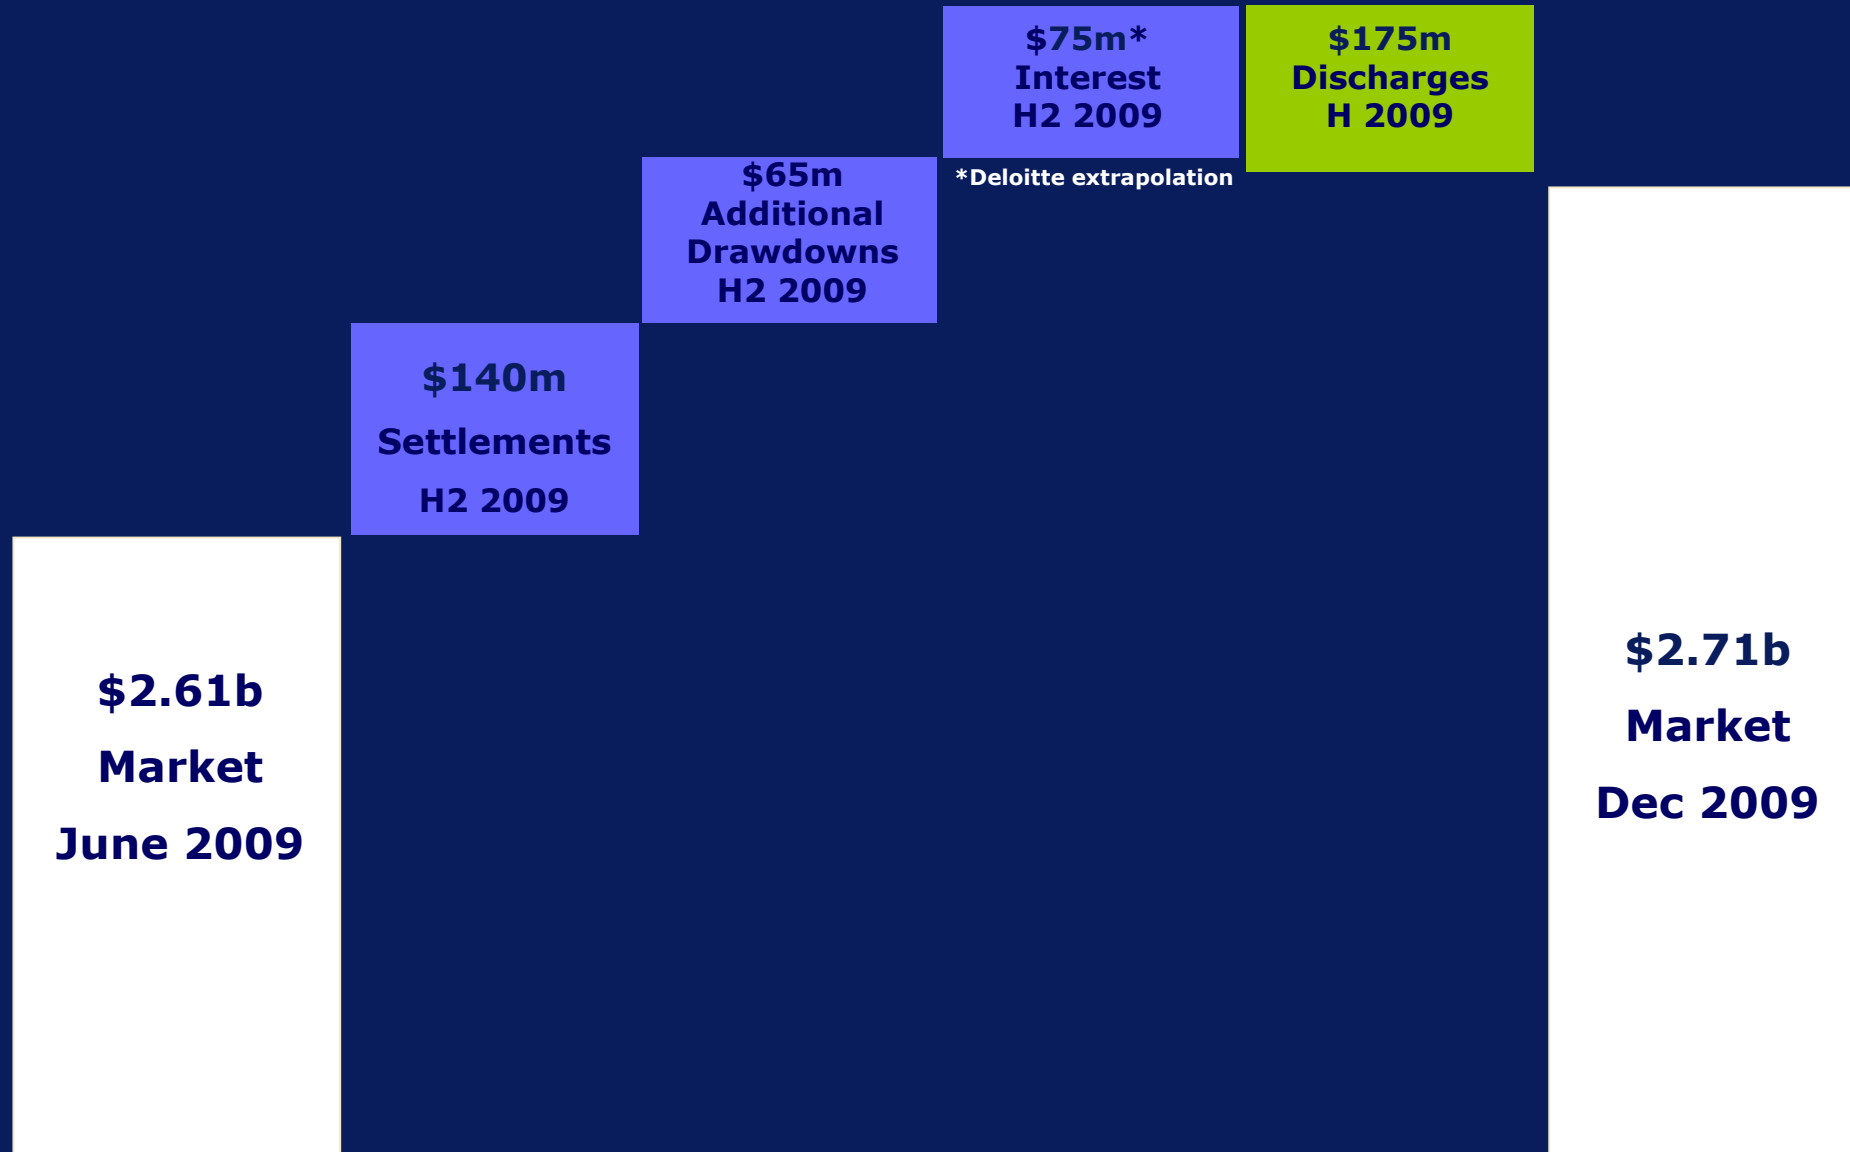 $2.61b
Market
June 2009
$140m
Settlements
H2 2009
$65m
Additional
Drawdowns
H2 2009
$75m*
Interest
H2 2009
*Deloitte extrapolation
$175m
Discharges
H 2009
$2.71b
Market
Dec 2009